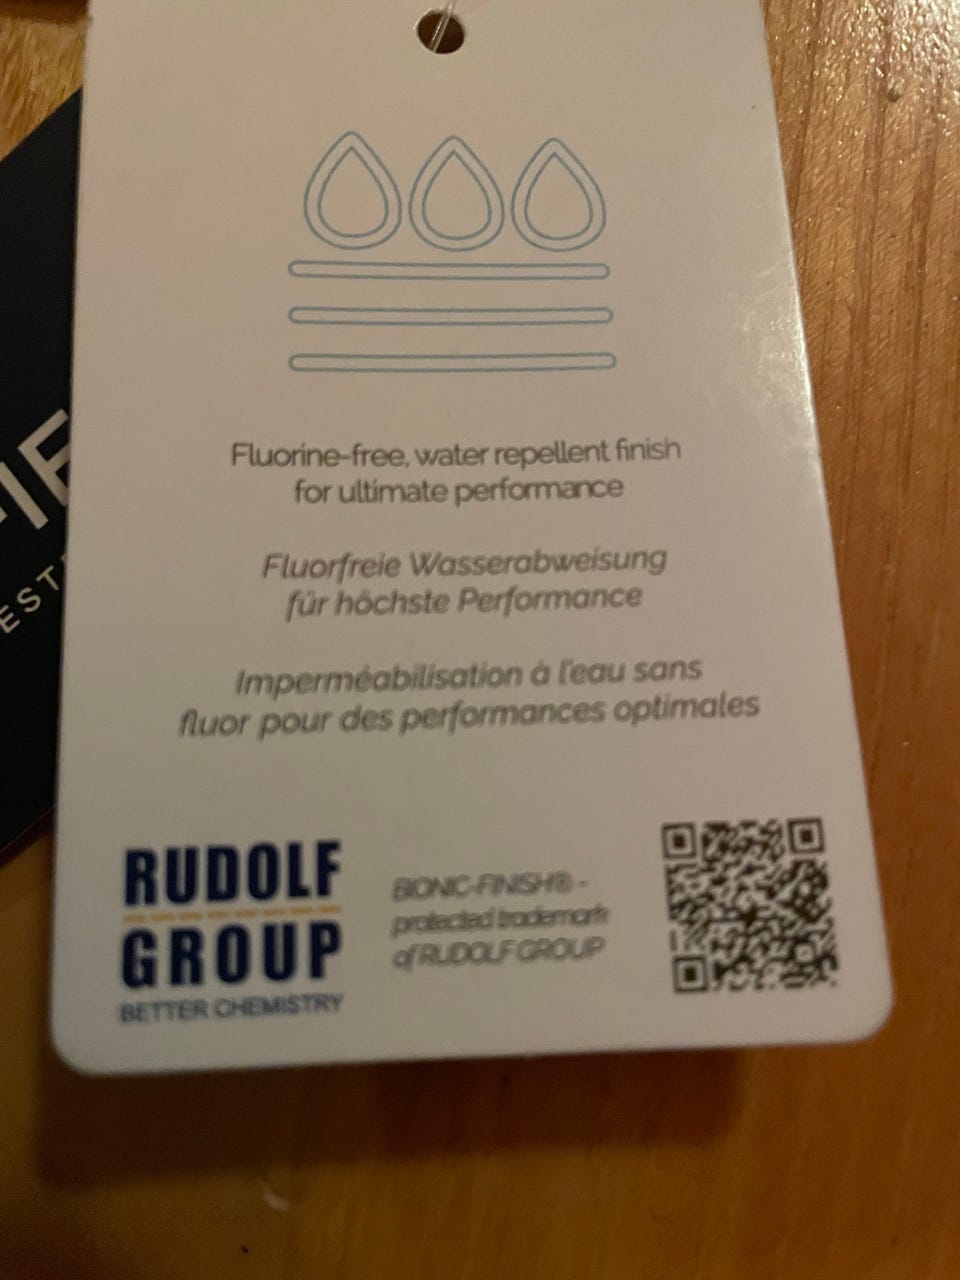 Fluorine-free, water repellent finish
for ultimate performance
Fluorfreie Wasserabweisung
für höchste Performance
Imperméabilisation à l'eau sans
fluor pour des performances optimales
RUDOLF
GROUP
BETTER CHEMISTRY
BIONIC-FINISH® -
protected trademark
of RUDOLF GROUP